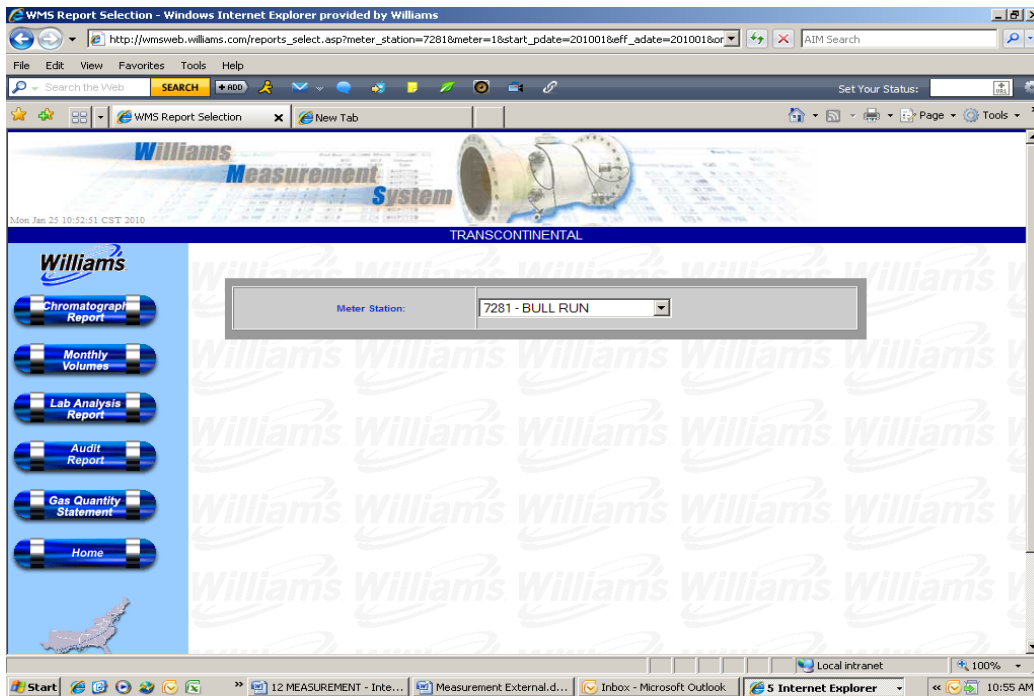 WMS Report Selection - Windows Internet Explorer provided by Williams
http://wmsweb.williams.com/reports_select.asp?meter_station=7281&meter=1&start_pdate=201001&eff_adate=201001&or
AIM Search
File Edit View Favorites Tools Help
Search the Web SEARCH +ADD Set Your Status: URL
WMS Report Selection New Tab Page Tools
Williams
Measurement
System
Mon Jan 25 10:52:51 CST 2010
TRANSCONTINENTAL
Williams
Meter Station: 7281 - BULL RUN
Chromatograph
Report
Monthly
Volumes
Lab Analysis
Report
Audit
Report
Gas Quantity
Statement
Home
Local intranet 100%
Start 12 MEASUREMENT - Inte... Measurement External.d... Inbox - Microsoft Outlook 5 Internet Explorer 10:55 AM